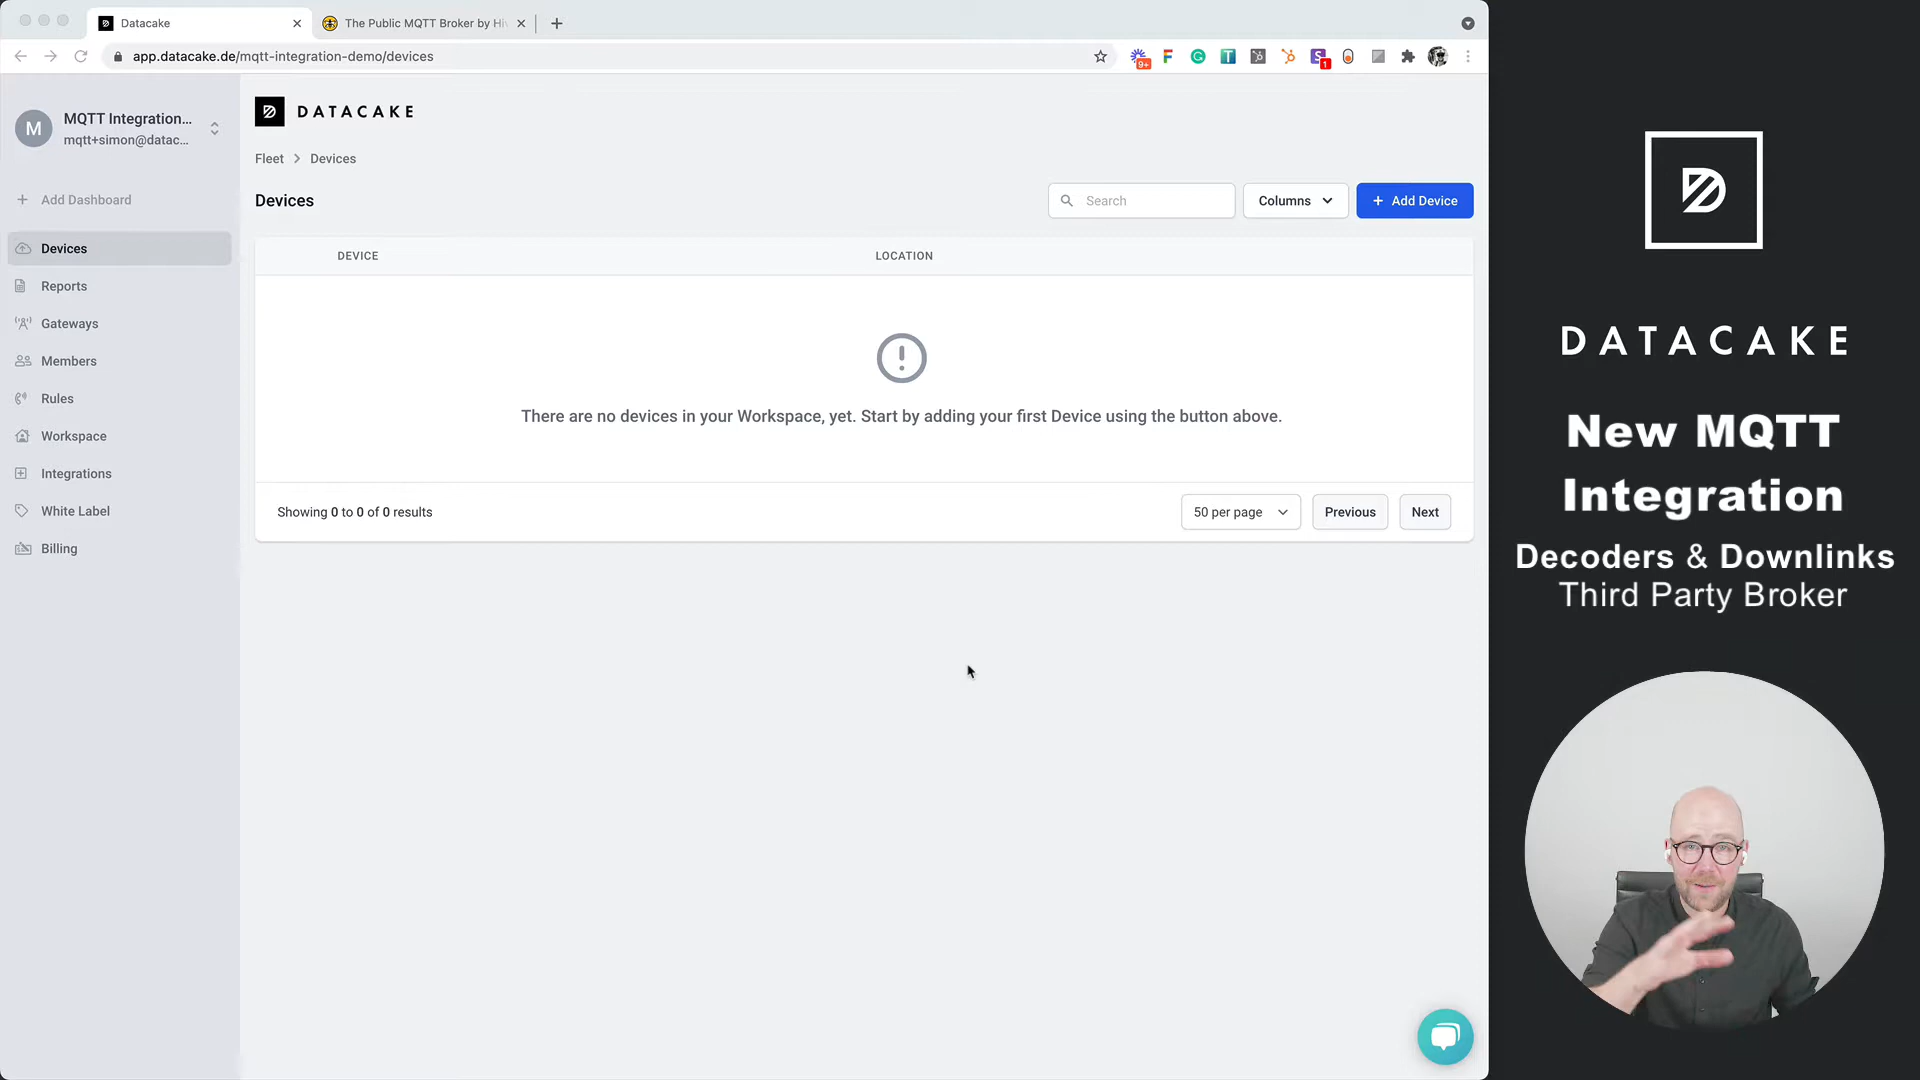 Datacake
The Public MQTT Broker by Hi
app.datacake.de/mqtt-integration-demo/devices
9+
1
M
MQTT Integration...
mqtt+simon@datac...
DATACAKE
Fleet > Devices
Add Dashboard
Devices
Search
Columns
+ Add Device
Devices
Reports
Gateways
Members
Rules
Workspace
Integrations
White Label
Billing
DEVICE
LOCATION
There are no devices in your Workspace, yet. Start by adding your first Device using the button above.
Showing 0 to 0 of 0 results
50 per page
Previous
Next
DATACAKE
New MQTT
Integration
Decoders & Downlinks
Third Party Broker